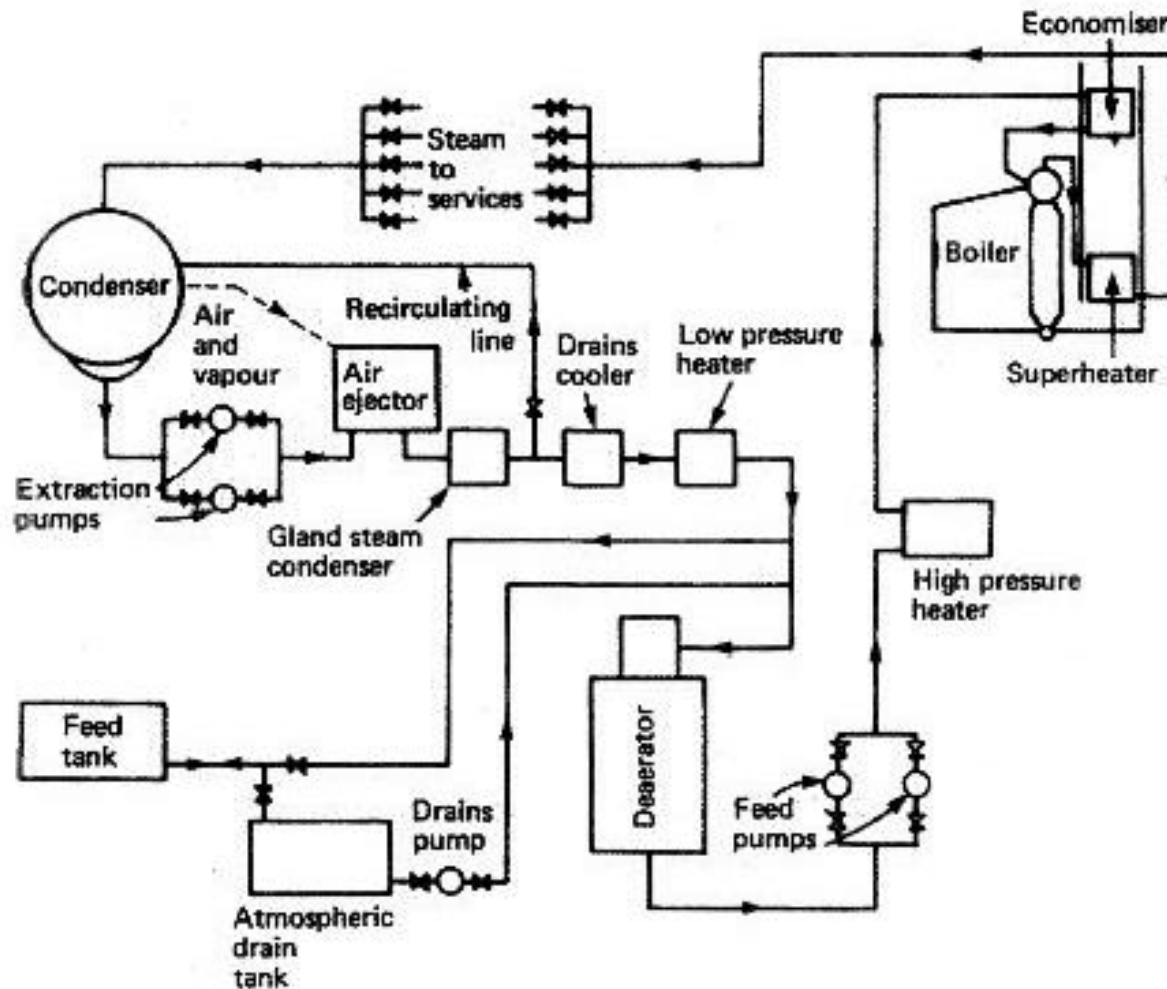 Economiser
Steam
to
services
Boiler
Condenser
Recirculating
line
Air
and
vapour
Air
ejector
Drains
cooler
Low pressure
heater
Superheater
Extraction
pumps
Gland steam
condenser
High pressure
heater
Feed
tank
Deaerator
Feed
pumps
Drains
pump
Atmospheric
drain
tank